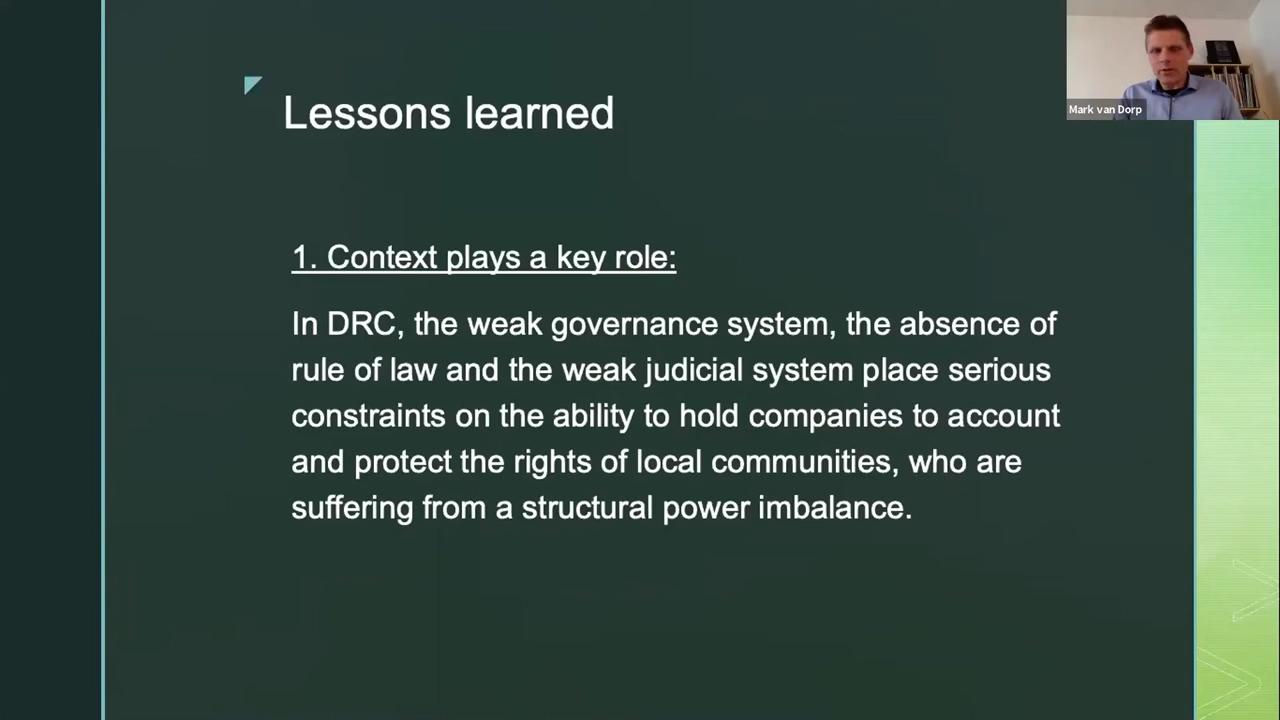 Mark van Dorp
Lessons learned
1. Context plays a key role:
In DRC, the weak governance system, the absence of
rule of law and the weak judicial system place serious
constraints on the ability to hold companies to account
and protect the rights of local communities, who are
suffering from a structural power imbalance.